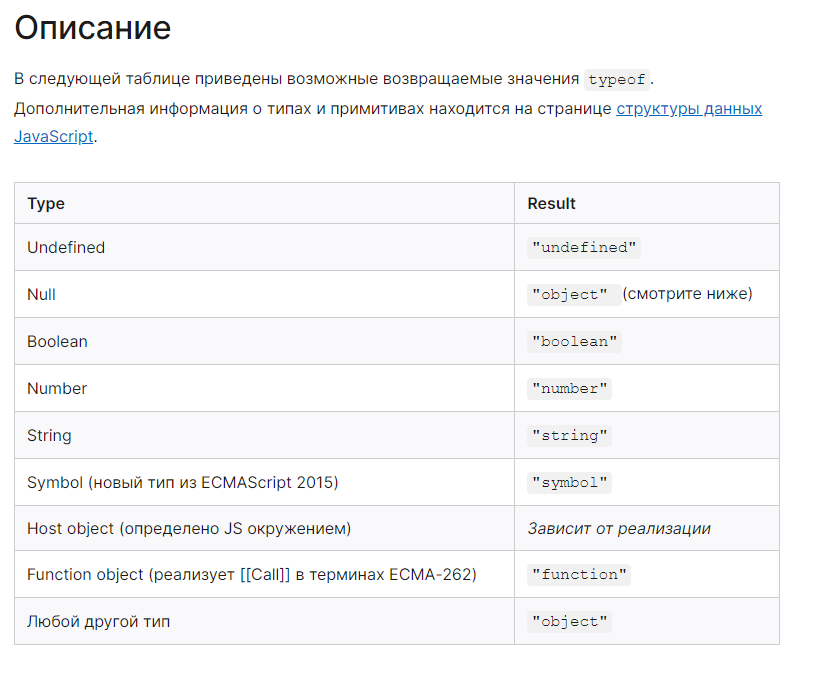 Описание
В следующей таблице приведены возможные возвращаемые значения typeof.
Дополнительная информация о типах и примитивах находится на странице структуры данных
JavaScript.
Type Result
Undefined "undefined"
Null "object" (смотрите ниже)
Boolean "boolean"
Number "number"
String "string"
Symbol (новый тип из ECMAScript 2015) "symbol"
Host object (определено JS окружением) Зависит от реализации
Function object (реализует [[Call]] в терминах ECMA-262) "function"
Любой другой тип "object"